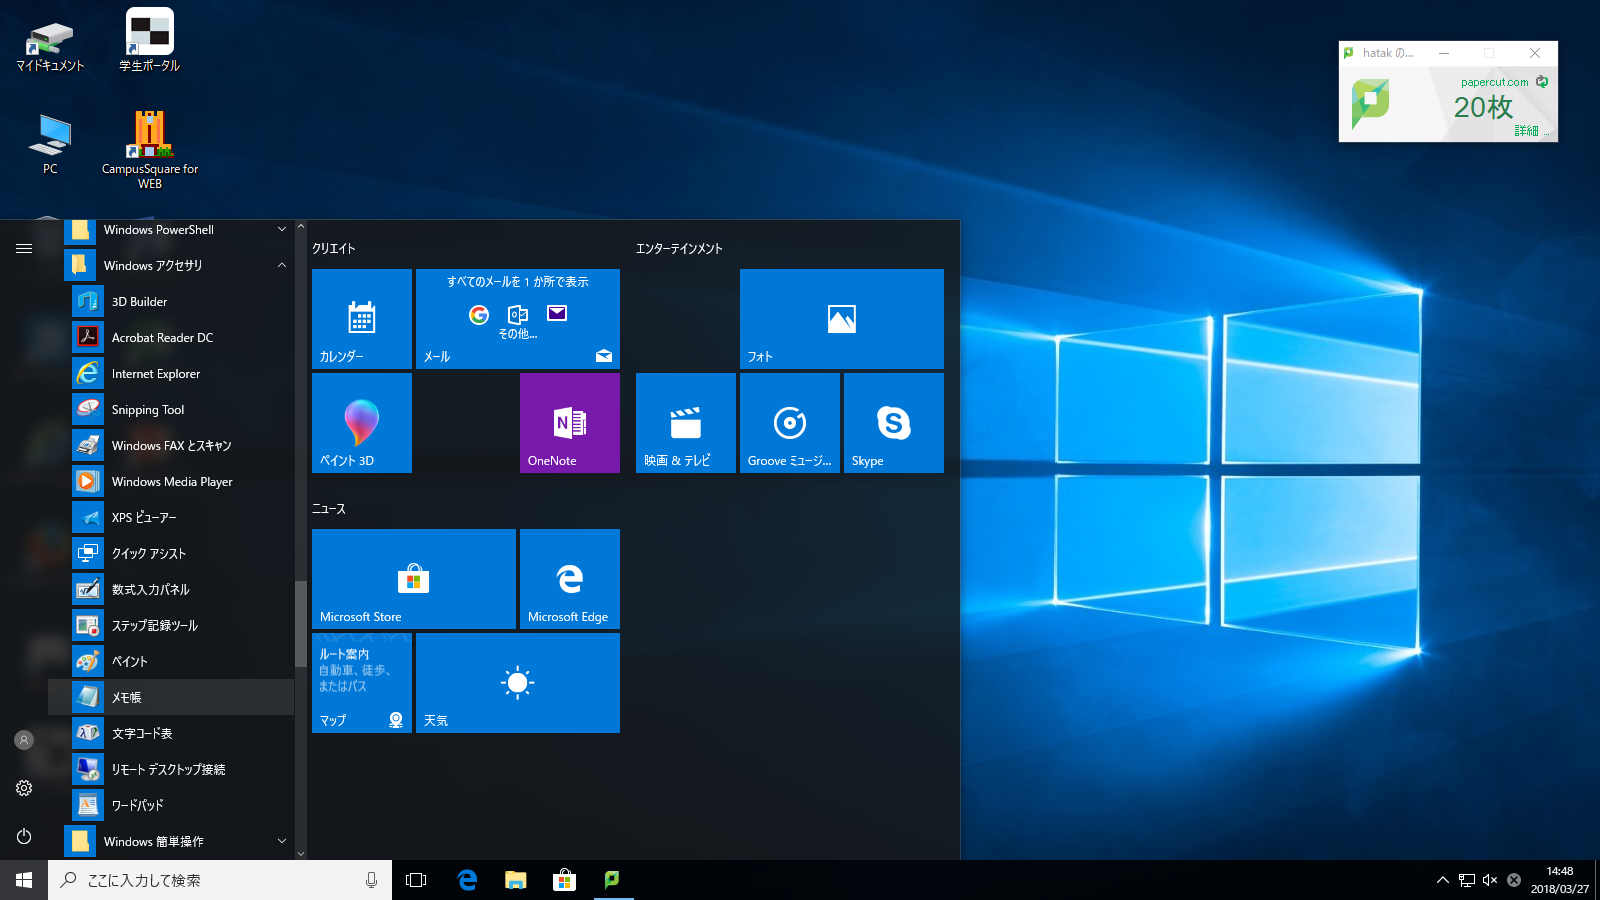 マイドキュメント
学生ポータル
PC
CampusSquare for
WEB
hatak の...
papercut.com
20枚
詳細 ...
Windows PowerShell
Windows アクセサリ
3D Builder
Acrobat Reader DC
Internet Explorer
Snipping Tool
Windows FAX とスキャン
Windows Media Player
XPS ビューアー
クイック アシスト
数式入力パネル
ステップ記録ツール
ペイント
メモ帳
文字コード表
リモート デスクトップ接続
ワードパッド
Windows 簡単操作
クリエイト
カレンダー
すべてのメールを 1 か所で表示
その他...
メール
ペイント 3D
OneNote
エンターテインメント
フォト
映画 & テレビ
Groove ミュージ...
Skype
ニュース
Microsoft Store
Microsoft Edge
ルート案内
自動車、徒歩、
またはバス
マップ
天気
ここに入力して検索
14:48
2018/03/27